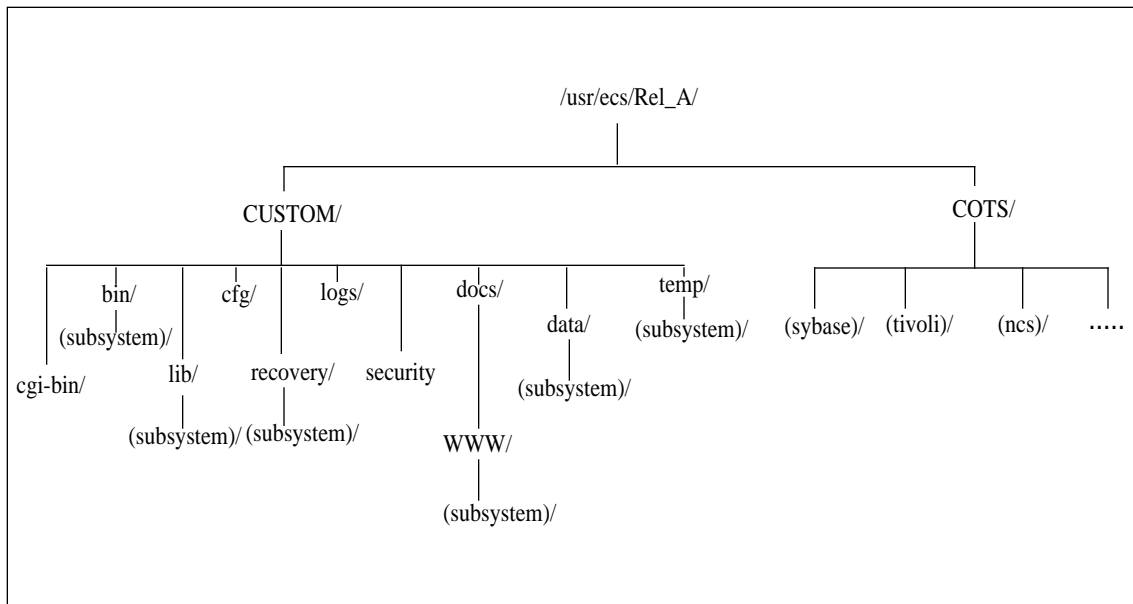 /usr/ecs/Rel_A/
CUSTOM/
COTS/
bin/
cfg/
logs/
docs/
temp/
(subsystem)/
data/
(subsystem)/
(sybase)/
(tivoli)/
(ncs)/
.....
cgi-bin/
lib/
recovery/
security
(subsystem)/
(subsystem)/
(subsystem)/
WWW/
(subsystem)/